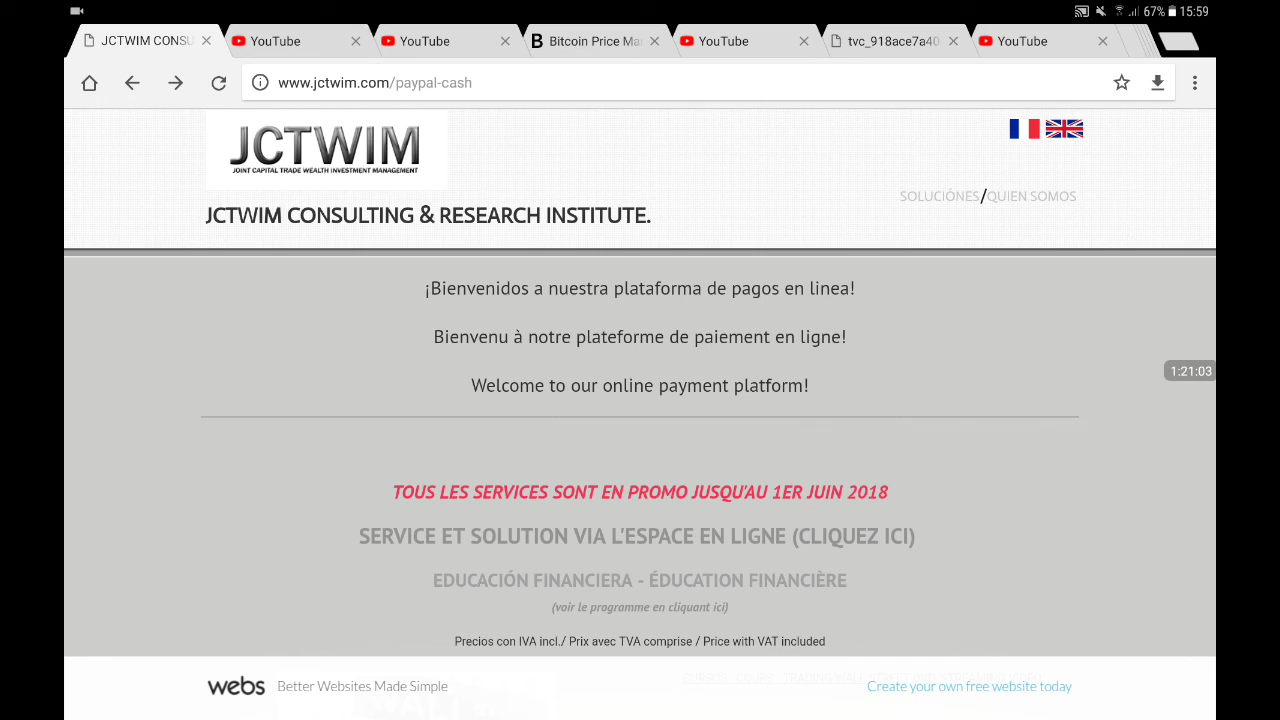 67% 15:59
JCTWIM CONSU
YouTube
YouTube
Bitcoin Price Ma
YouTube
tvc_918ace7a40
YouTube
www.jctwim.com/paypal-cash
JCTWIM
JOINT CAPITAL TRADE WEALTH INVESTMENT MANAGEMENT
SOLUCIÓNES/QUIEN SOMOS
JCTWIM CONSULTING & RESEARCH INSTITUTE.
¡Bienvenidos a nuestra plataforma de pagos en linea!
Bienvenu à notre plateforme de paiement en ligne!
1:21:03
Welcome to our online payment platform!
TOUS LES SERVICES SONT EN PROMO JUSQU'AU 1ER JUIN 2018
SERVICE ET SOLUTION VIA L'ESPACE EN LIGNE (CLIQUEZ ICI)
EDUCACIÓN FINANCIERA - ÉDUCATION FINANCIÈRE
(voir le programme en cliquant ici)
Precios con IVA incl./ Prix avec TVA comprise / Price with VAT included
webs Better Websites Made Simple
Create your own free website today